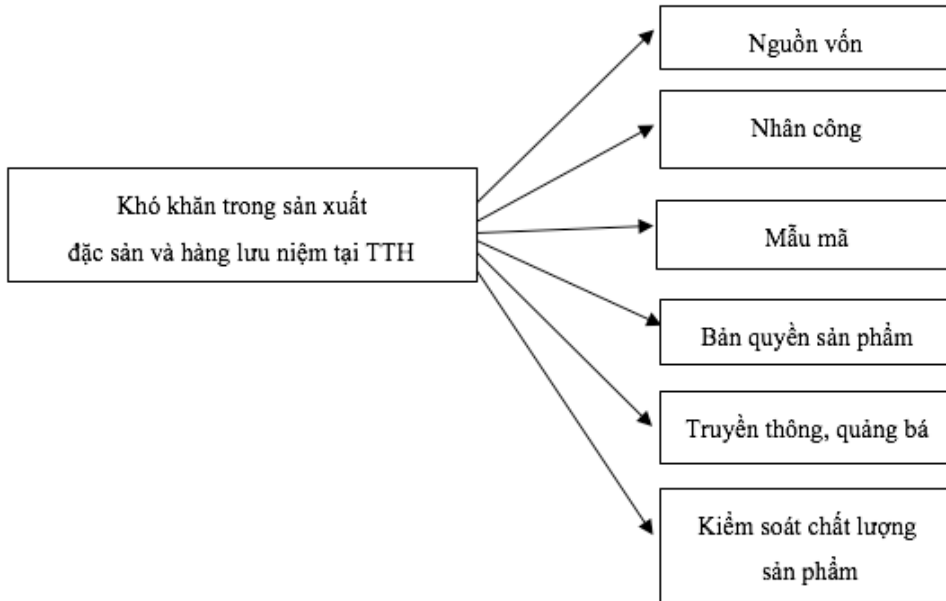 Khó khăn trong sản xuất
đặc sản và hàng lưu niệm tại TTH
Nguồn vốn
Nhân công
Mẫu mã
Bản quyền sản phẩm
Truyền thông, quảng bá
Kiểm soát chất lượng
sản phẩm